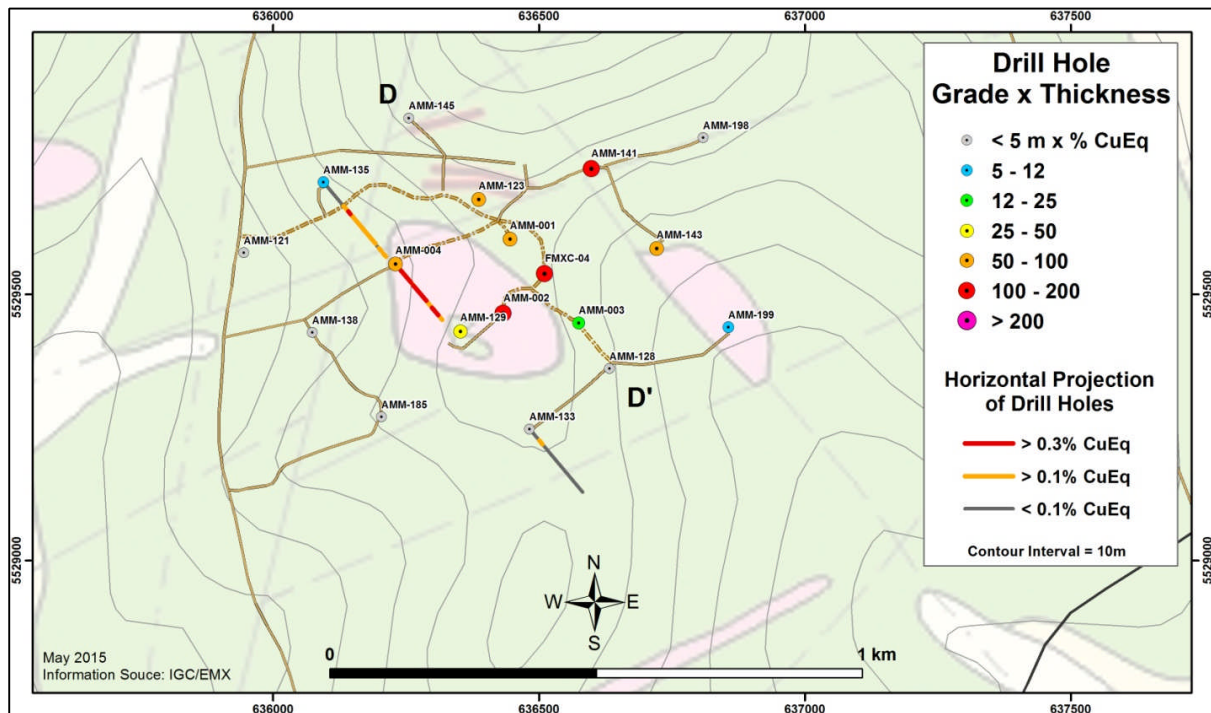 636000
636500
637000
637500
5529500
5529000
D
AMM-145
AMM-198
AMM-141
AMM-135
AMM-123
AMM-001
AMM-143
AMM-121
AMM-004
FMXC-04
AMM-002
AMM-003
AMM-129
AMM-199
AMM-138
AMM-128
D'
AMM-185
AMM-133
Drill Hole
Grade x Thickness
< 5 m x % CuEq
5 - 12
12 - 25
25 - 50
50 - 100
100 - 200
> 200
Horizontal Projection
of Drill Holes
> 0.3% CuEq
> 0.1% CuEq
< 0.1% CuEq
Contour Interval = 10m
5529500
5529000
N
W E
S
May 2015
Information Souce: IGC/EMX
0
1 km
636000
636500
637000
637500